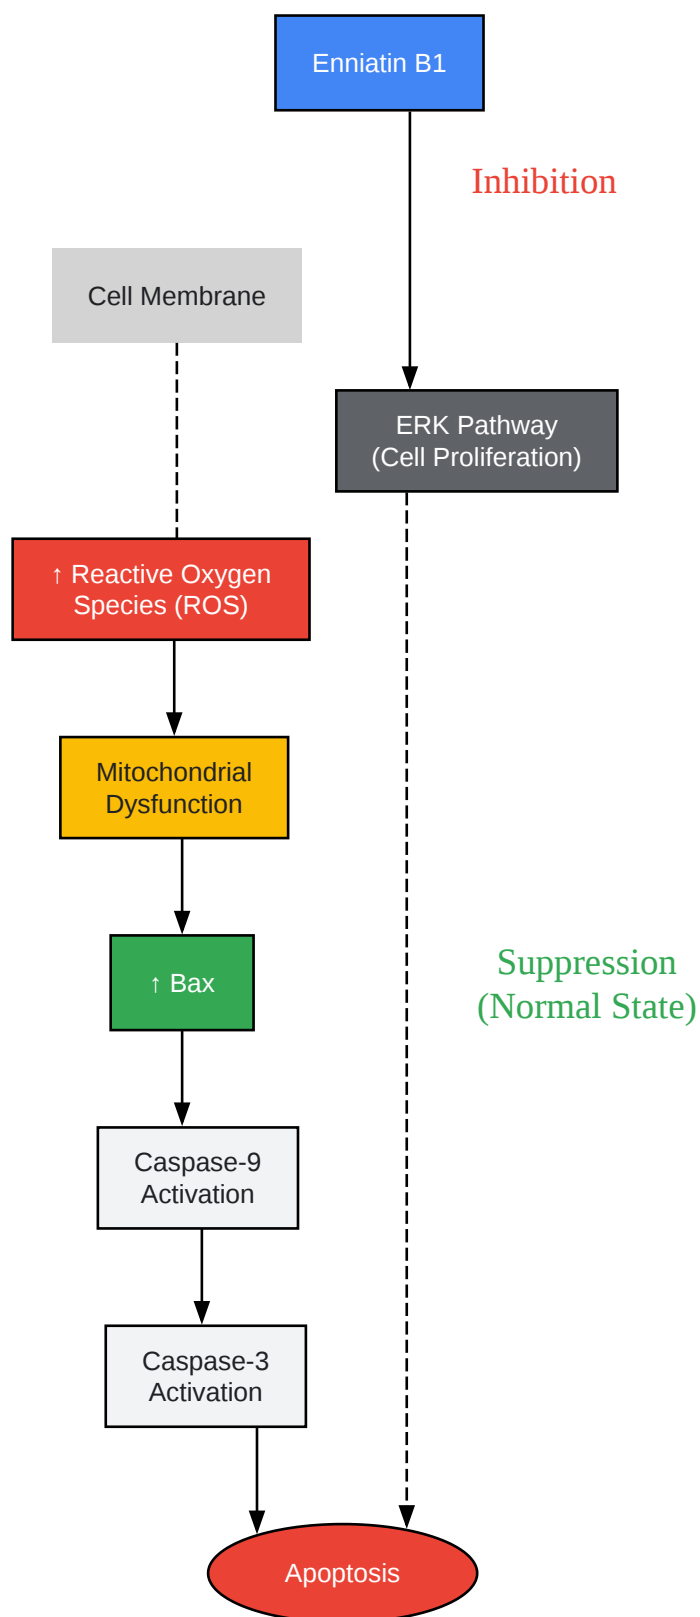 Enniatin B1
Inhibition
Cell Membrane
ERK Pathway
(Cell Proliferation)
↑ Reactive Oxygen
Species (ROS)
Mitochondrial
Dysfunction
↑ Bax
Suppression
(Normal State)
Caspase-9
Activation
Caspase-3
Activation
Apoptosis